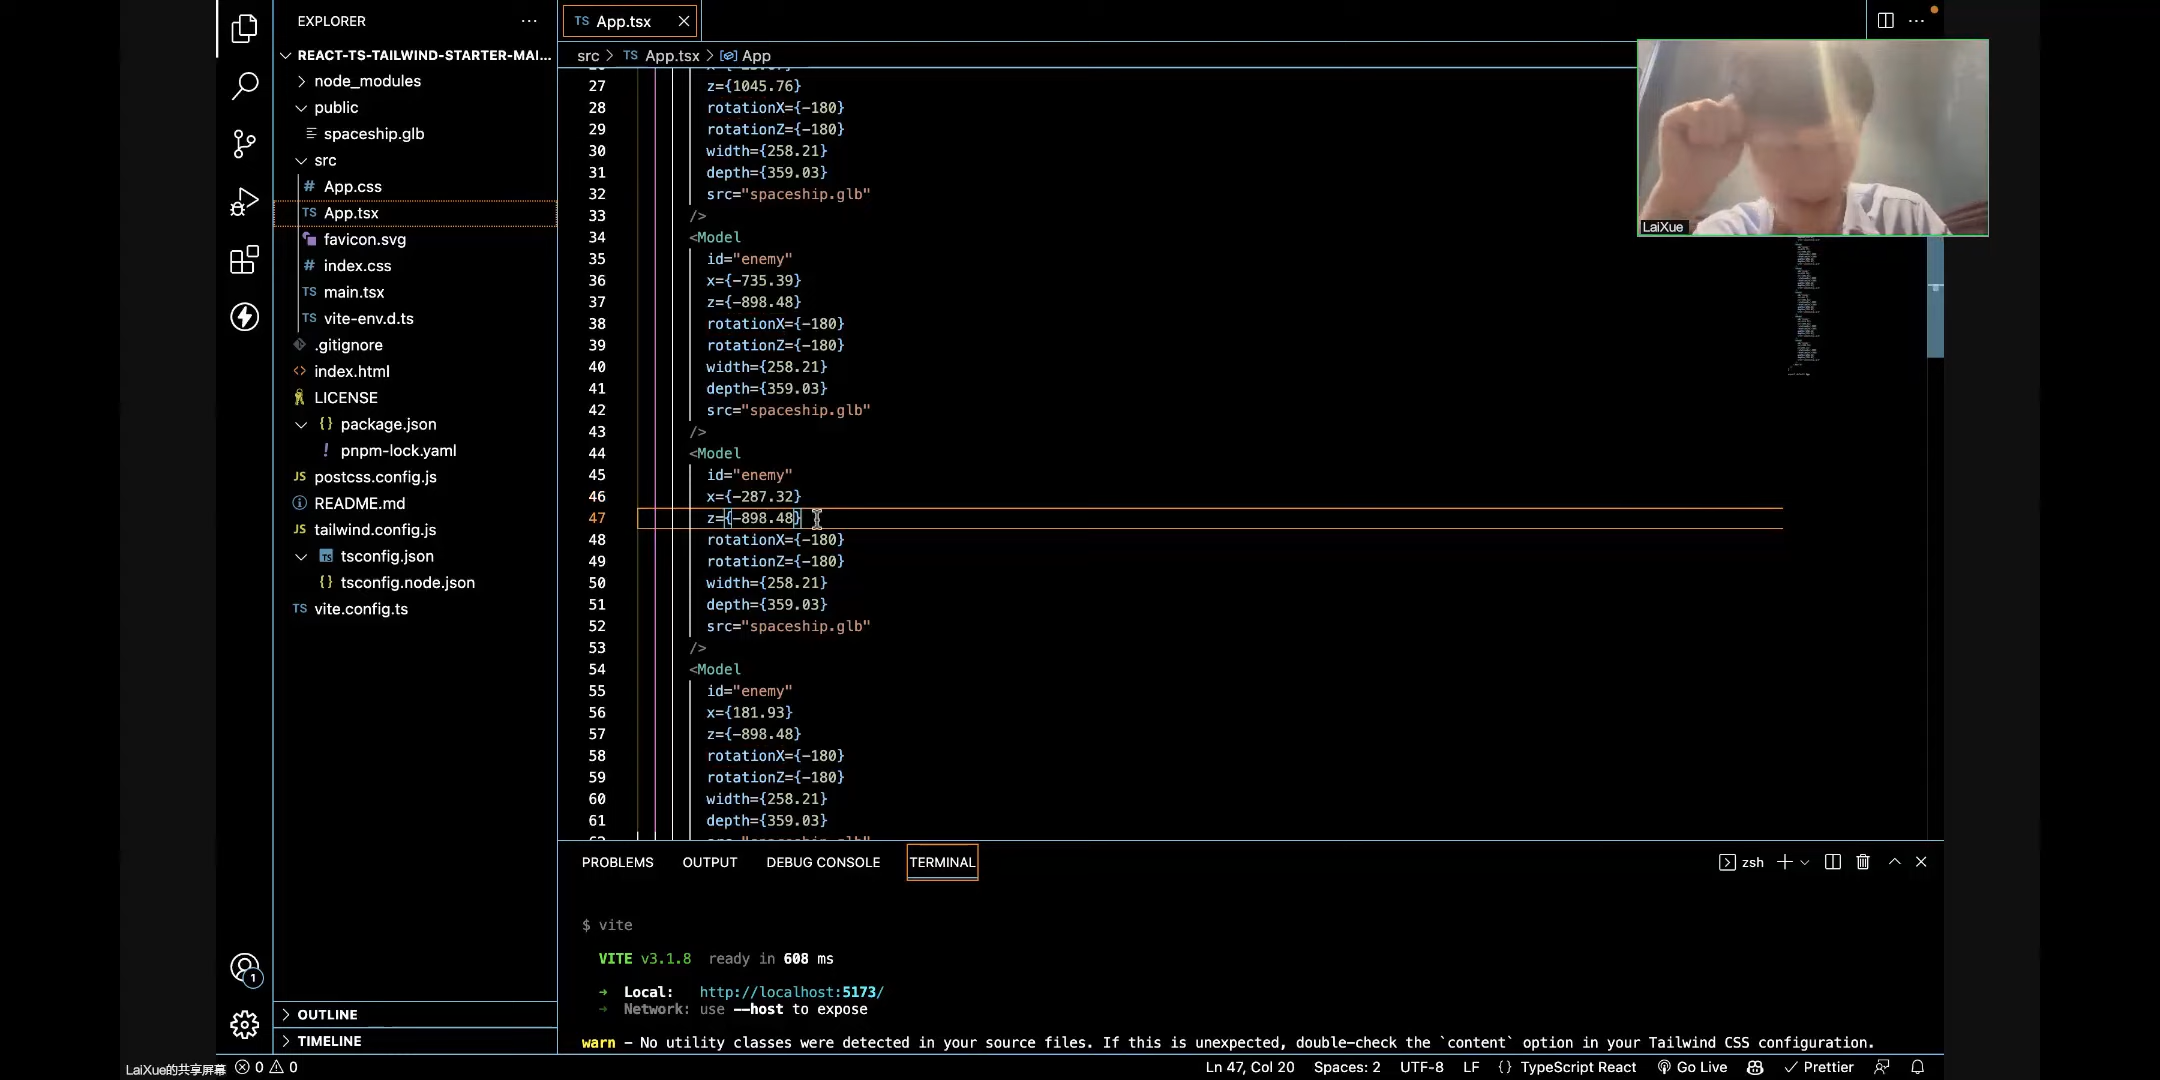 EXPLORER
REACT-TS-TAILWIND-STARTER-MAI...
node_modules
public
spaceship.glb
src
App.css
App.tsx
favicon.svg
index.css
main.tsx
vite-env.d.ts
.gitignore
index.html
LICENSE
package.json
pnpm-lock.yaml
postcss.config.js
README.md
tailwind.config.js
tsconfig.json
tsconfig.node.json
vite.config.ts
OUTLINE
TIMELINE
TS App.tsx
src > TS App.tsx > App
27 z={1045.76}
28 rotationX={-180}
29 rotationZ={-180}
30 width={258.21}
31 depth={359.03}
32 src="spaceship.glb"
33 />
34 <Model
35 id="enemy"
36 x={-735.39}
37 z={-898.48}
38 rotationX={-180}
39 rotationZ={-180}
40 width={258.21}
41 depth={359.03}
42 src="spaceship.glb"
43 />
44 <Model
45 id="enemy"
46 x={-287.32}
47 z={-898.48}
48 rotationX={-180}
49 rotationZ={-180}
50 width={258.21}
51 depth={359.03}
52 src="spaceship.glb"
53 />
54 <Model
55 id="enemy"
56 x={181.93}
57 z={-898.48}
58 rotationX={-180}
59 rotationZ={-180}
60 width={258.21}
61 depth={359.03}
LaiXue
PROBLEMS OUTPUT DEBUG CONSOLE TERMINAL
zsh
$ vite
VITE v3.1.8 ready in 608 ms
➜ Local: http://localhost:5173/
➜ Network: use --host to expose
warn - No utility classes were detected in your source files. If this is unexpected, double-check the `content` option in your Tailwind CSS configuration.
LaiXue的共享屏幕 0 0
Ln 47, Col 20 Spaces: 2 UTF-8 LF {} TypeScript React Go Live Prettier